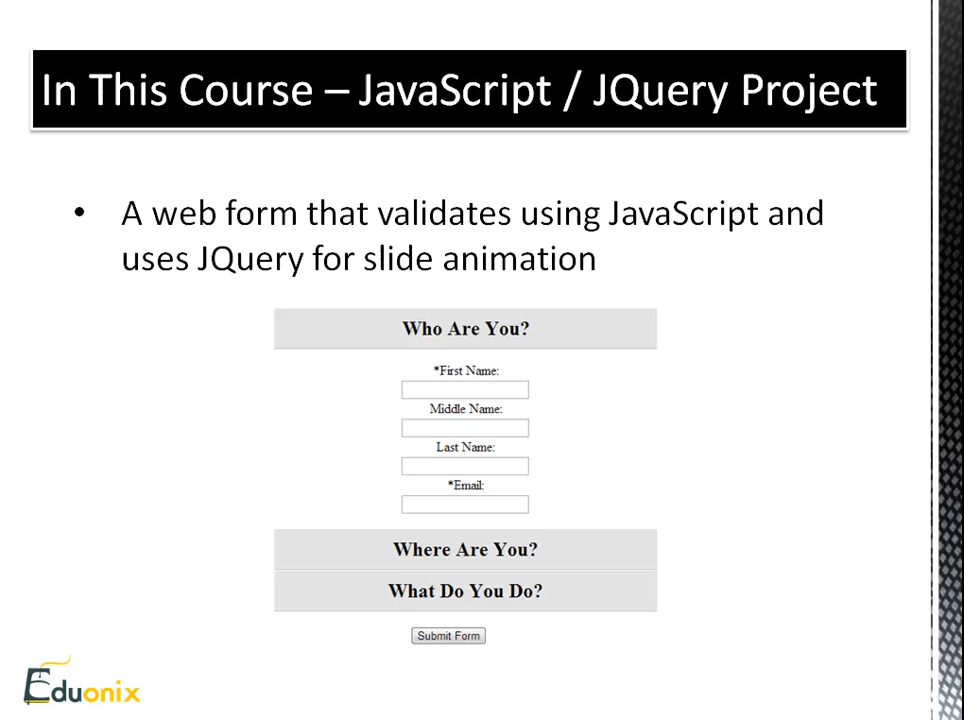 In This Course – JavaScript / JQuery Project
• A web form that validates using JavaScript and
uses JQuery for slide animation
Who Are You?
*First Name:
Middle Name:
Last Name:
*Email:
Where Are You?
What Do You Do?
Submit Form
Eduonix